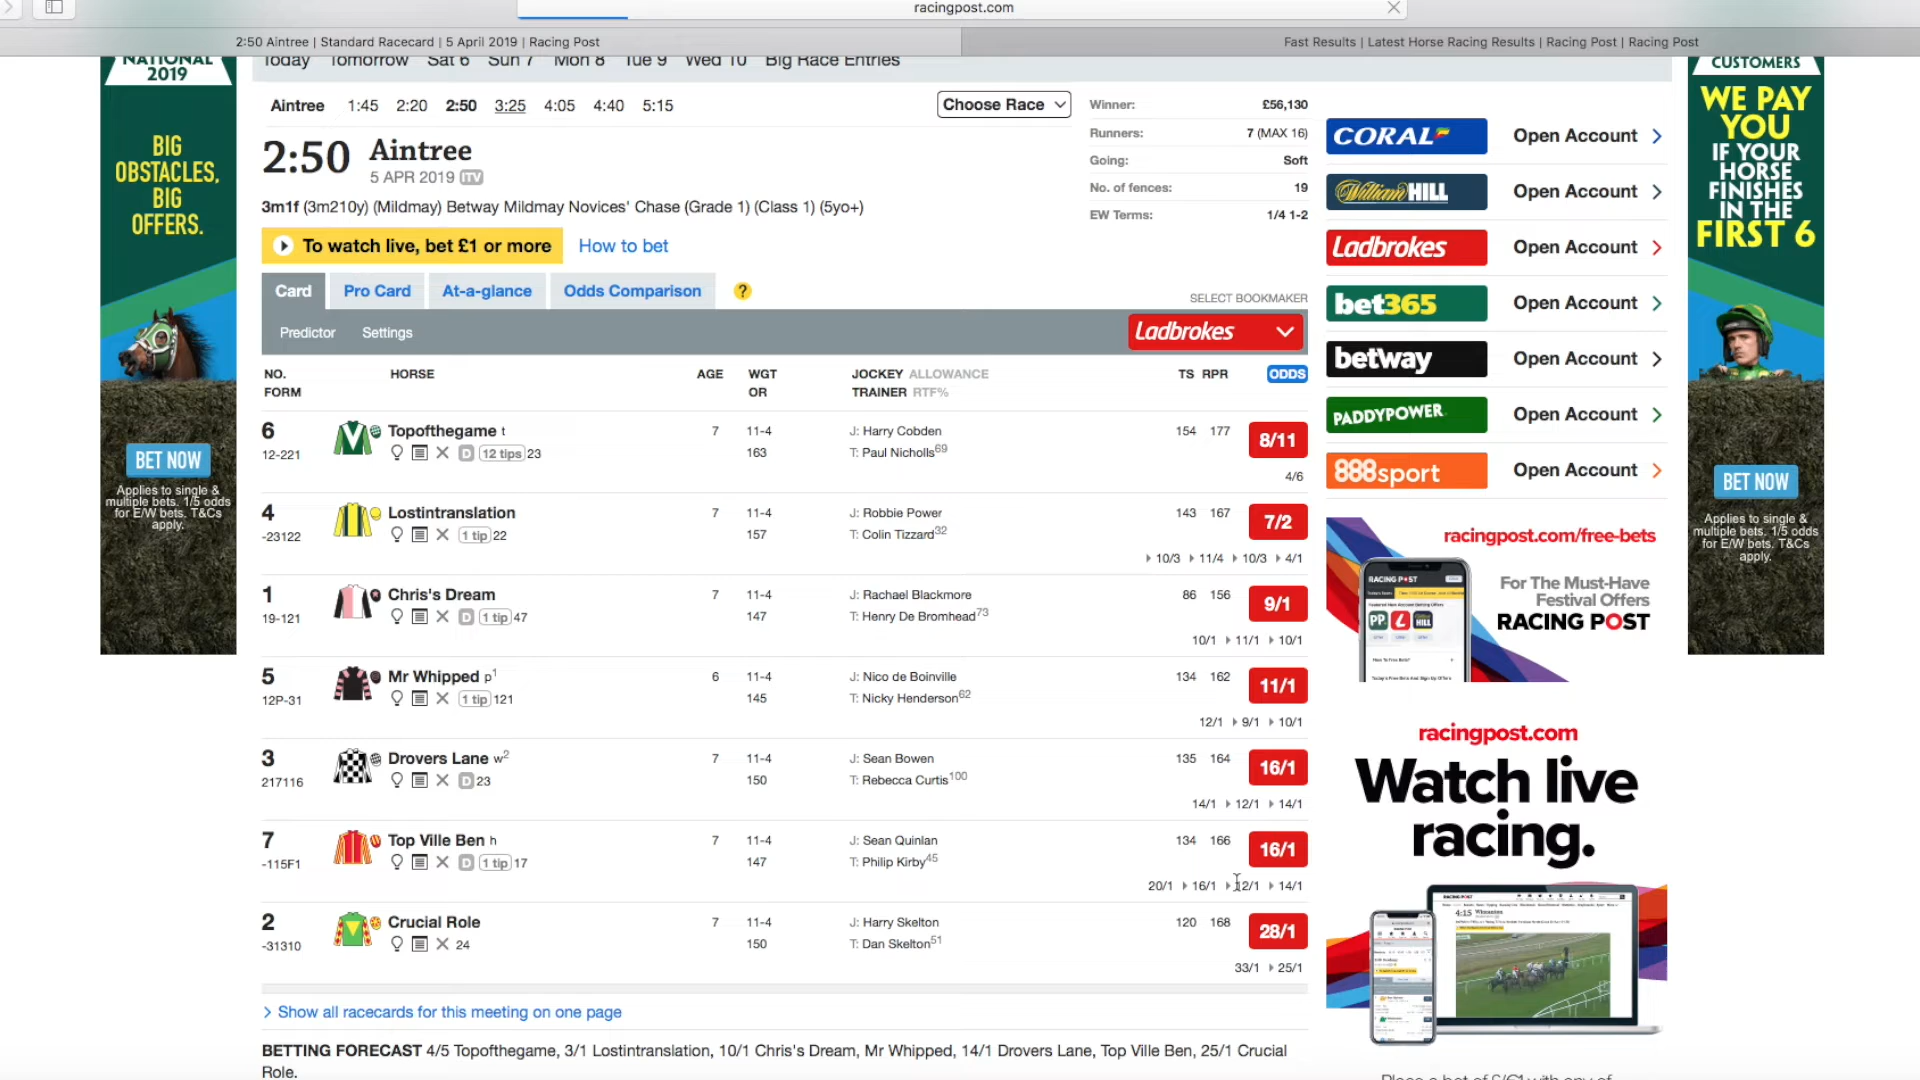 racingpost.com
2:50 Aintree | Standard Racecard | 5 April 2019 | Racing Post
Fast Results | Latest Horse Racing Results | Racing Post | Racing Post
NATIONAL
2019
BIG
OBSTACLES,
BIG
OFFERS.
BET NOW
Applies to single &
multiple bets. 1/5 odds
for E/W bets. T&Cs
apply.
Today Tomorrow Sat 6 Sun 7 Mon 8 Tue 9 Wed 10 Big Race Entries
Aintree 1:45 2:20 2:50 3:25 4:05 4:40 5:15
Choose Race
2:50 Aintree
5 APR 2019 ITV
3m1f (3m210y) (Mildmay) Betway Mildmay Novices' Chase (Grade 1) (Class 1) (5yo+)
Winner: £56,130
Runners: 7 (MAX 16)
Going: Soft
No. of fences: 19
EW Terms: 1/4 1-2
To watch live, bet £1 or more How to bet
Card Pro Card At-a-glance Odds Comparison ?
SELECT BOOKMAKER
Predictor Settings Ladbrokes
NO. HORSE AGE WGT JOCKEY ALLOWANCE TS RPR ODDS
FORM OR TRAINER RTF%
6 Topofthegame t 7 11-4 J: Harry Cobden 154 177 8/11
12-221 D 12 tips 23 163 T: Paul Nicholls69
4/6
4 Lostintranslation 7 11-4 J: Robbie Power 143 167 7/2
-23122 1 tip 22 157 T: Colin Tizzard32
10/3 11/4 10/3 4/1
1 Chris's Dream 7 11-4 J: Rachael Blackmore 86 156 9/1
19-121 D 1 tip 47 147 T: Henry De Bromhead73
10/1 11/1 10/1
5 Mr Whipped p1 6 11-4 J: Nico de Boinville 134 162 11/1
12P-31 1 tip 121 145 T: Nicky Henderson62
12/1 9/1 10/1
3 Drovers Lane w2 7 11-4 J: Sean Bowen 135 164 16/1
217116 D 23 150 T: Rebecca Curtis100
14/1 12/1 14/1
7 Top Ville Ben h 7 11-4 J: Sean Quinlan 134 166 16/1
-115F1 D 1 tip 17 147 T: Philip Kirby45
20/1 16/1 12/1 14/1
2 Crucial Role 7 11-4 J: Harry Skelton 120 168 28/1
-31310 24 150 T: Dan Skelton51
33/1 25/1
Show all racecards for this meeting on one page
BETTING FORECAST 4/5 Topofthegame, 3/1 Lostintranslation, 10/1 Chris's Dream, Mr Whipped, 14/1 Drovers Lane, Top Ville Ben, 25/1 Crucial
Role.
CORAL Open Account
William HILL Open Account
Ladbrokes Open Account
bet365 Open Account
betway Open Account
PADDYPOWER Open Account
888sport Open Account
racingpost.com/free-bets
For The Must-Have
Festival Offers
RACING POST
RACING POST
racingpost.com
Watch live
racing.
CUSTOMERS
WE PAY
YOU
IF YOUR
HORSE
FINISHES
IN THE
FIRST 6
BET NOW
Applies to single &
multiple bets. 1/5 odds
for E/W bets. T&Cs
apply.